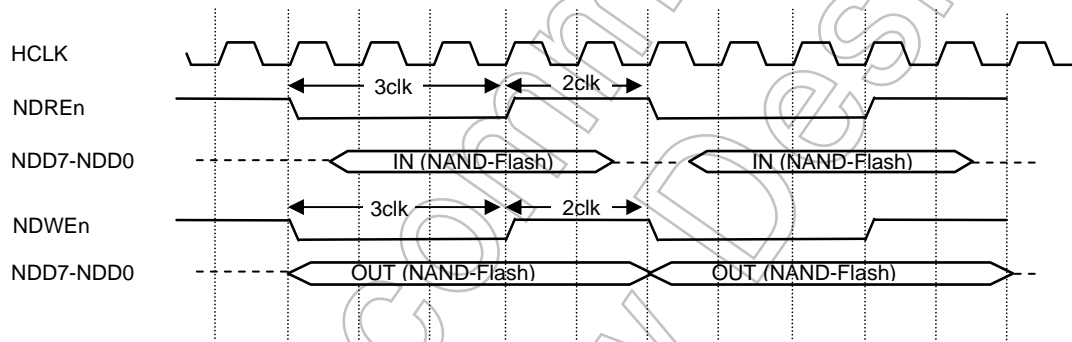 HCLK
3clk 2clk
NDREn
NDD7-NDD0 IN (NAND-Flash) IN (NAND-Flash)
3clk 2clk
NDWEn
NDD7-NDD0 OUT (NAND-Flash) OUT (NAND-Flash)